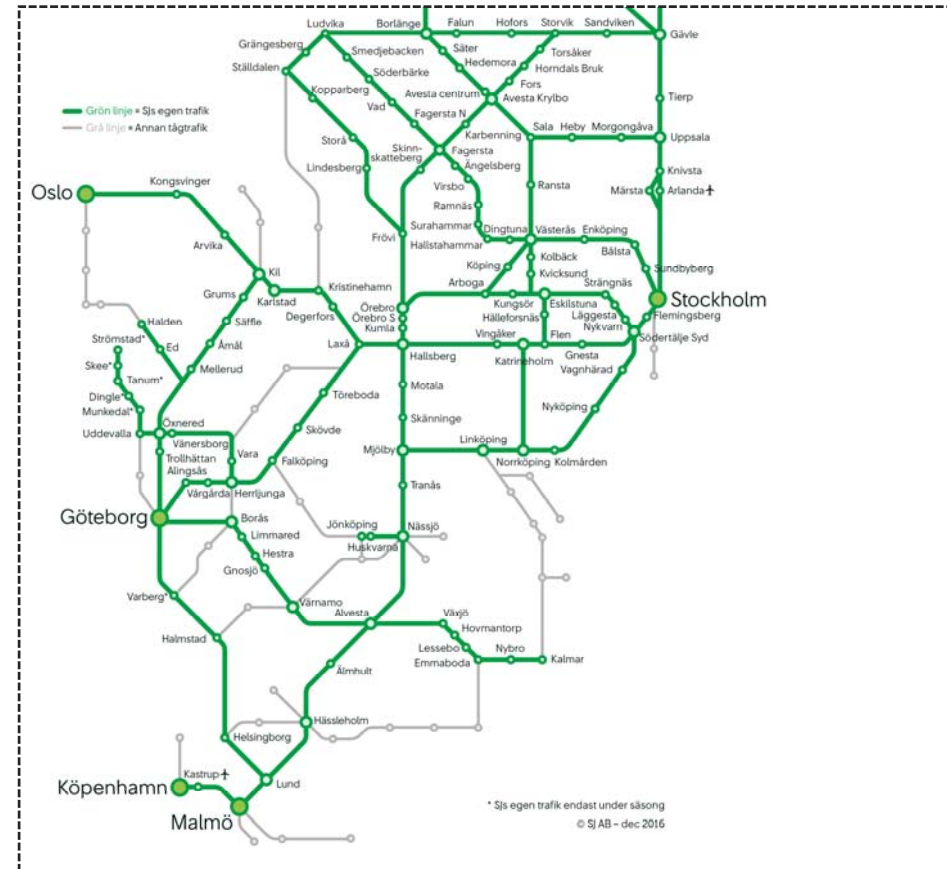 Ludvika
Borlänge
Falun
Hofors
Storvik
Sandviken
Gävle
Grängesberg
Smedjebacken
Säter
Torsåker
Ställdalen
Söderbärke
Hedemora
Horndals Bruk
Kopparberg
Vad
Avesta centrum
Fors
Avesta Krylbo
Tierp
Grön linje = SJs egen trafik
Grå linje = Annan tågtrafik
Fagersta N
Karbenning
Sala
Heby
Morgongåva
Uppsala
Storå
Skinn-
skatteberg
Fagersta
Ängelsberg
Lindesberg
Virsbo
Ransta
Knivsta
Märsta
Arlanda
Oslo
Kongsvinger
Ramnäs
Surahammar
Arvika
Frövi
Hallstahammar
Dingtuna
Västerås
Enköping
Bålsta
Kil
Köping
Kolbäck
Kvicksund
Sundbyberg
Karlstad
Kristinehamn
Arboga
Strängnäs
Stockholm
Grums
Degerfors
Örebro
Örebro S
Kumla
Kungsör
Hälleforsnäs
Eskilstuna
Läggesta
Nykvarn
Flemingsberg
Halden
Säffle
Strömstad*
Ed
Åmål
Laxå
Hallsberg
Vingåker
Katrineholm
Flen
Gnesta
Södertälje Syd
Skee*
Tanum*
Mellerud
Vagnhärad
Dingle*
Munkedal*
Töreboda
Motala
Skänninge
Nyköping
Uddevalla
Öxnered
Vänersborg
Trollhättan
Vara
Skövde
Falköping
Mjölby
Linköping
Norrköping
Kolmården
Alingsås
Vårgårda
Herrljunga
Tranås
Göteborg
Borås
Limmared
Jönköping
Huskvarna
Nässjö
Hestra
Gnosjö
Varberg*
Värnamo
Alvesta
Växjö
Hovmantorp
Halmstad
Lessebo
Emmaboda
Nybro
Kalmar
Älmhult
Helsingborg
Hässleholm
Köpenhamn
Kastrup
Lund
Malmö
* SJs egen trafik endast under säsong
© SJ AB – dec 2016